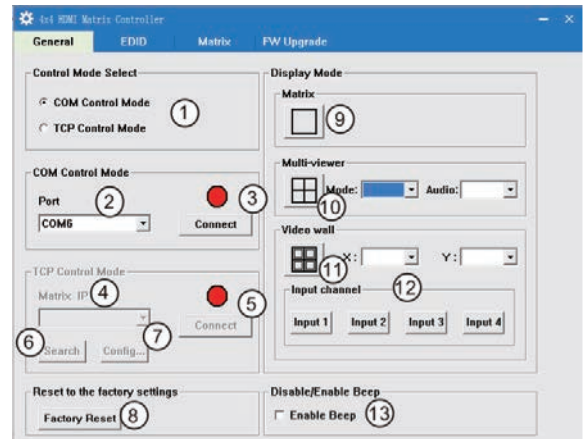 4x4 HDMI Matrix Controller
General EDID Matrix FW Upgrade
Control Mode Select
COM Control Mode
TCP Control Mode
1
COM Control Mode
Port
2
COM6
3
Connect
TCP Control Mode
Matrix IP
4
5
Connect
6
Search
7
Config...
Reset to the factory settings
Factory Reset
8
Display Mode
Matrix
9
Multi-viewer
10
Mode:
Audio:
Video wall
11
X:
Y:
Input channel
12
Input 1 Input 2 Input 3 Input 4
Disable/Enable Beep
Enable Beep
13